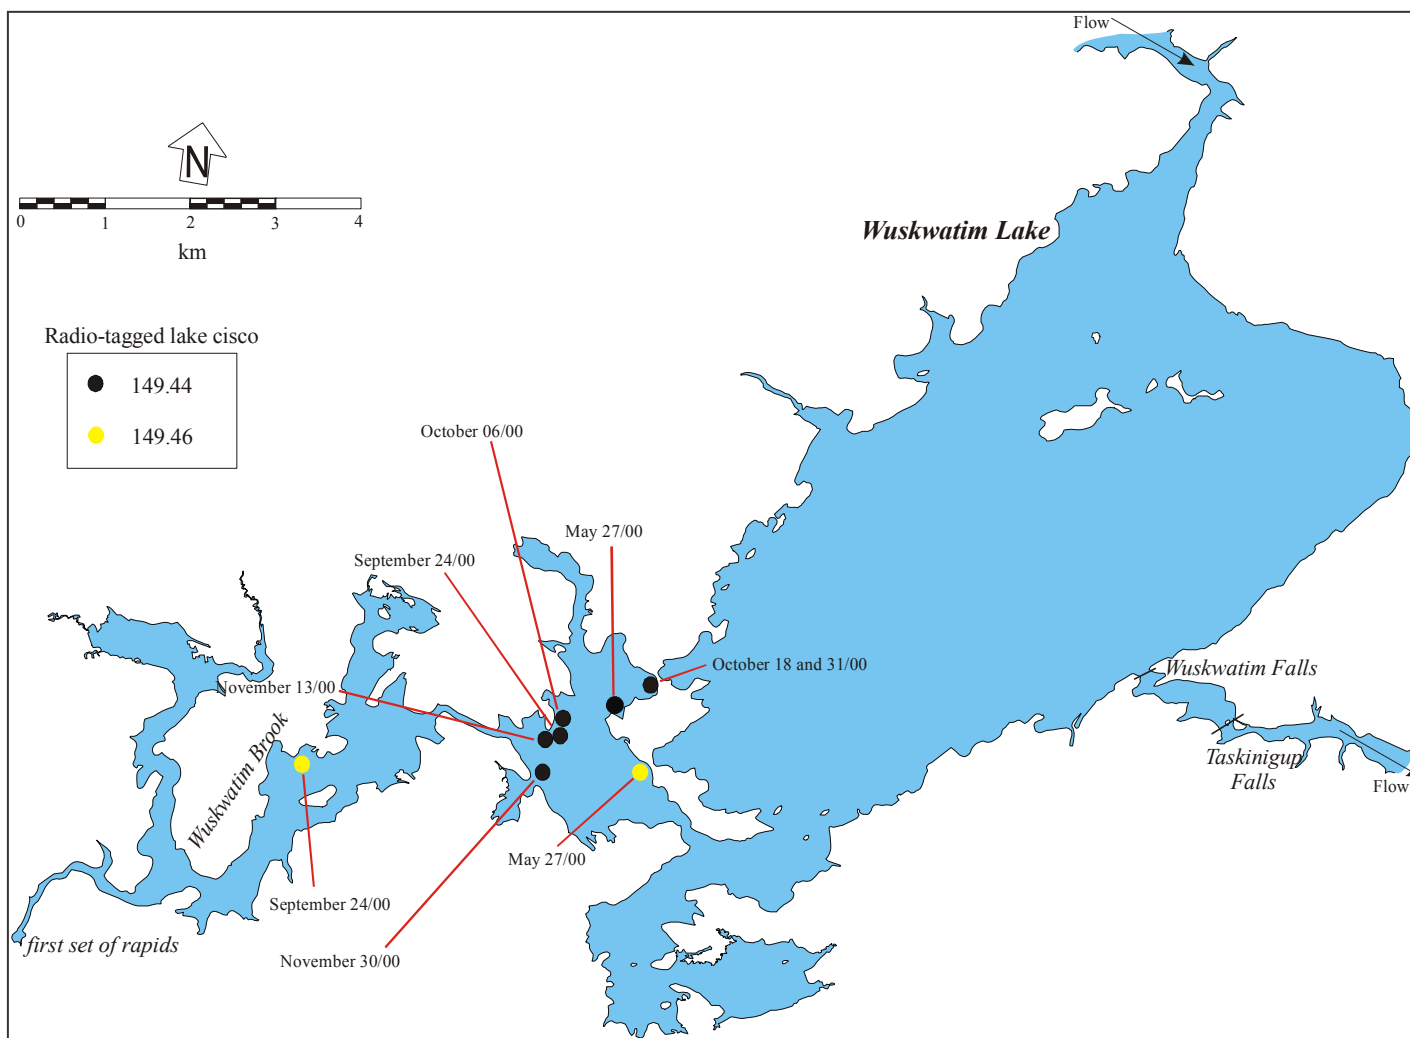 Flow
N
0 1 2 3 4
km
Wuskwatim Lake
Radio-tagged lake cisco
149.44
149.46
October 06/00
May 27/00
September 24/00
October 18 and 31/00
Wuskwatim Falls
November 13/00
Wuskwatim Brook
Taskinigup
Falls
Flow
May 27/00
September 24/00
first set of rapids
November 30/00